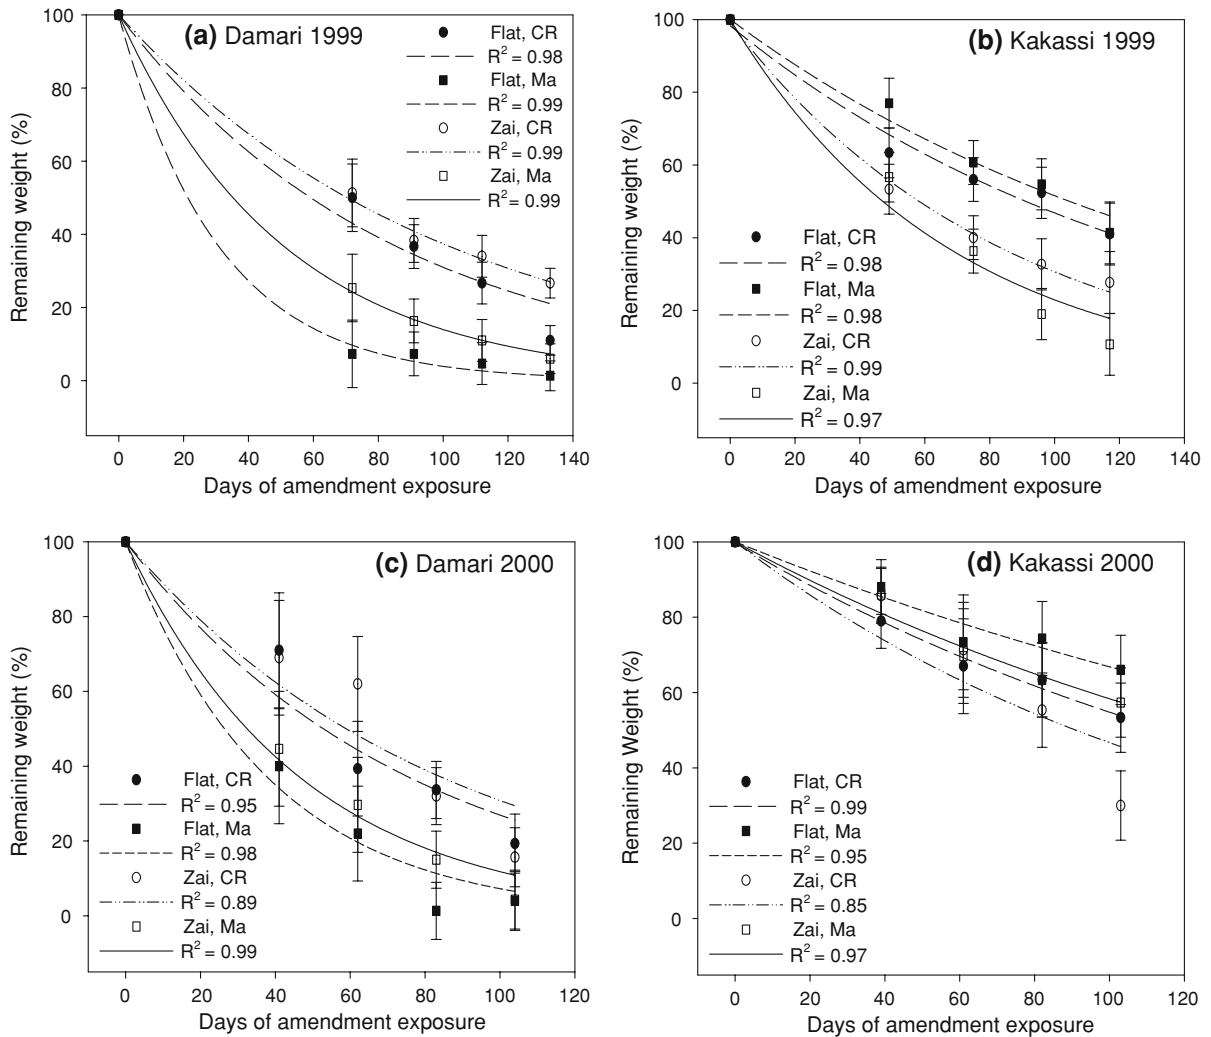 (a) Damari 1999
Remaining weight (%)
100
80
60
40
20
0
Flat, CR
R² = 0.98
Flat, Ma
R² = 0.99
Zai, CR
R² = 0.99
Zai, Ma
R² = 0.99
0 20 40 60 80 100 120 140
Days of amendment exposure
(b) Kakassi 1999
Remaining weight (%)
100
80
60
40
20
0
Flat, CR
R² = 0.98
Flat, Ma
R² = 0.98
Zai, CR
R² = 0.99
Zai, Ma
R² = 0.97
0 20 40 60 80 100 120 140
Days of amendment exposure
(c) Damari 2000
Remaining weight (%)
100
80
60
40
20
0
Flat, CR
R² = 0.95
Flat, Ma
R² = 0.98
Zai, CR
R² = 0.89
Zai, Ma
R² = 0.99
0 20 40 60 80 100 120
Days of amendment exposure
(d) Kakassi 2000
Remaining Weight (%)
100
80
60
40
20
0
Flat, CR
R² = 0.99
Flat, Ma
R² = 0.95
Zai, CR
R² = 0.85
Zai, Ma
R² = 0.97
0 20 40 60 80 100 120
Days of amendment exposure